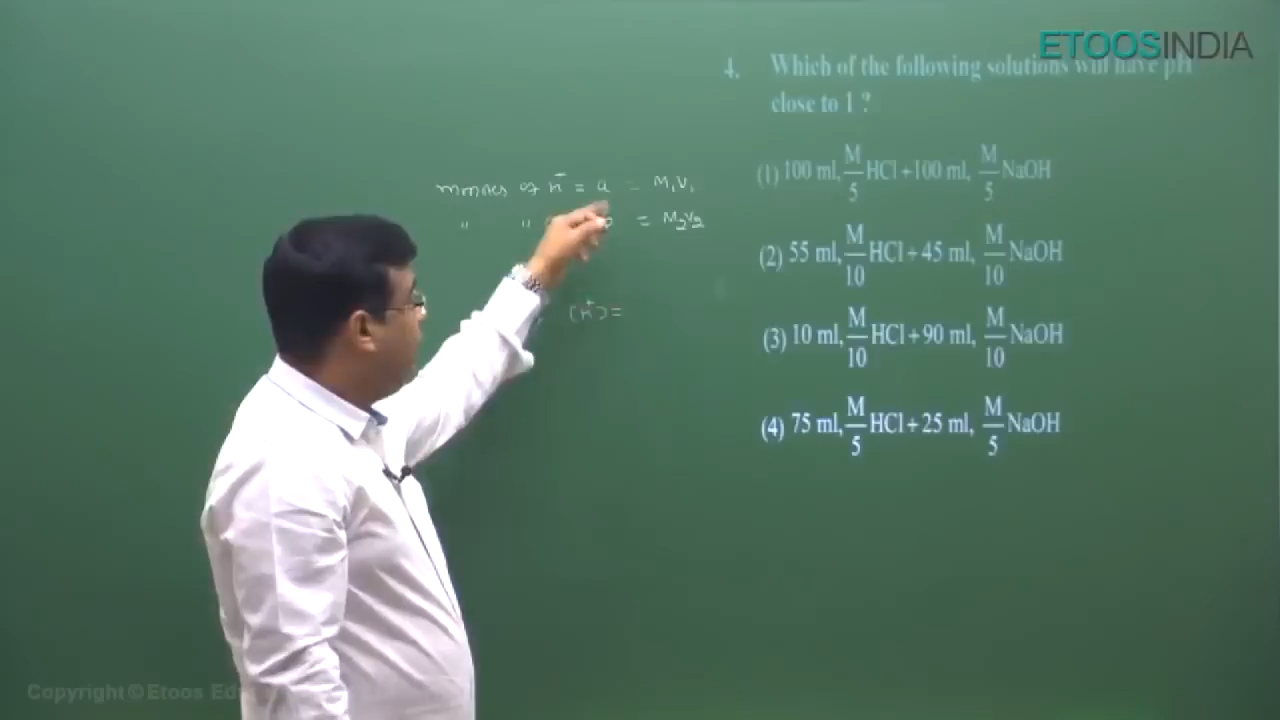 ETOOSINDIA
4. Which of the following solutions will have pH
close to 1 ?
(1) 100 ml, M/5 HCl + 100 ml, M/5 NaOH
(2) 55 ml, M/10 HCl + 45 ml, M/10 NaOH
(3) 10 ml, M/10 HCl + 90 ml, M/10 NaOH
(4) 75 ml, M/5 HCl + 25 ml, M/5 NaOH
mmoles of H⁺ = a = M₁V₁
" " = M₂V₂
[H⁺] =
Copyright © Etoos